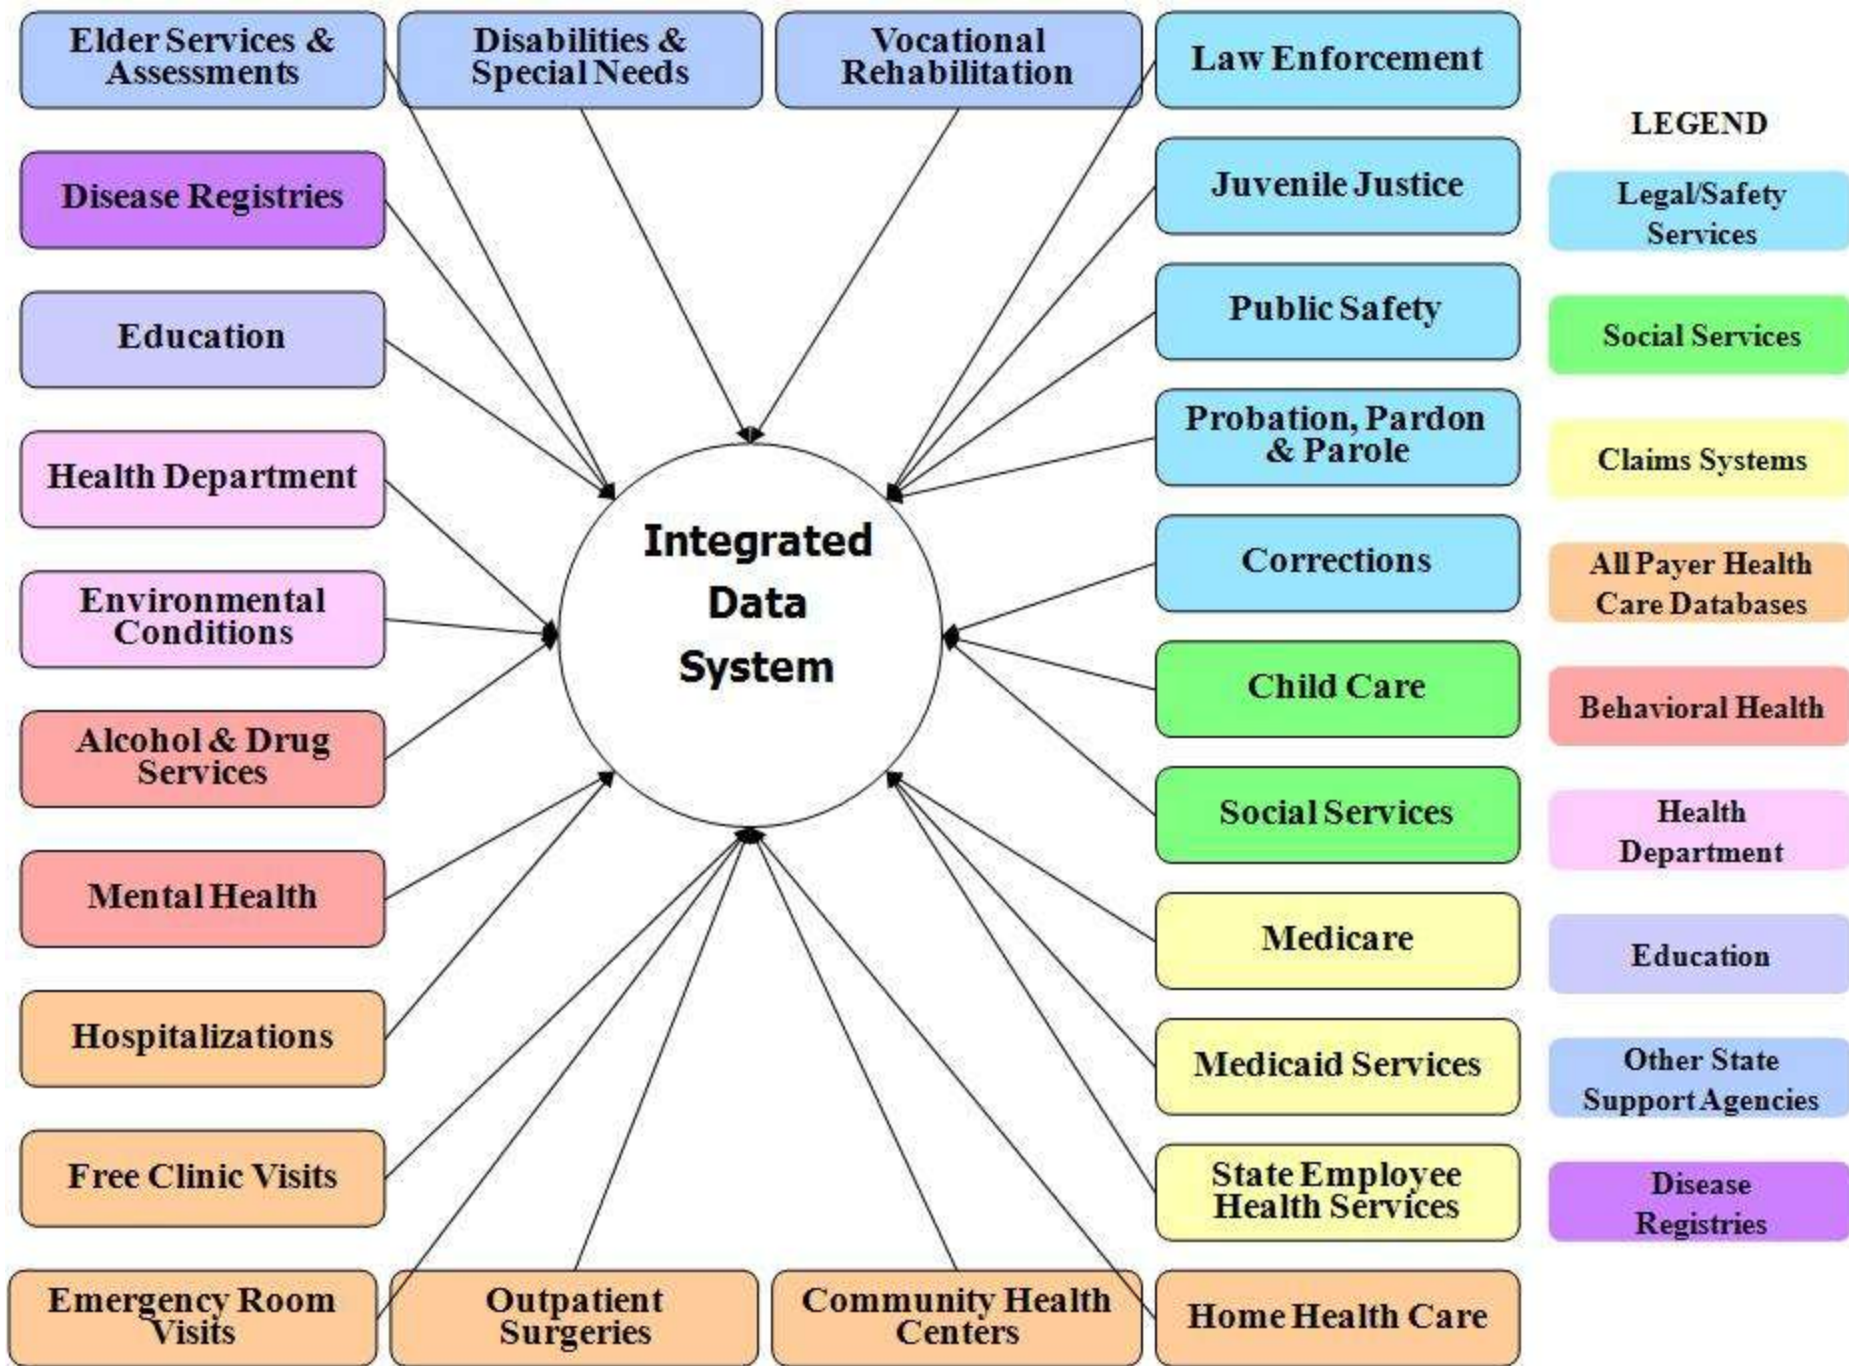 Elder Services &
Assessments
Disabilities &
Special Needs
Vocational
Rehabilitation
Law Enforcement
Disease Registries
Education
Health Department
Environmental
Conditions
Alcohol & Drug
Services
Mental Health
Hospitalizations
Free Clinic Visits
Emergency Room
Visits
Outpatient
Surgeries
Community Health
Centers
Home Health Care
Integrated
Data
System
Juvenile Justice
Public Safety
Probation, Pardon
& Parole
Corrections
Child Care
Social Services
Medicare
Medicaid Services
State Employee
Health Services
LEGEND
Legal/Safety
Services
Social Services
Claims Systems
All Payer Health
Care Databases
Behavioral Health
Health
Department
Education
Other State
Support Agencies
Disease
Registries